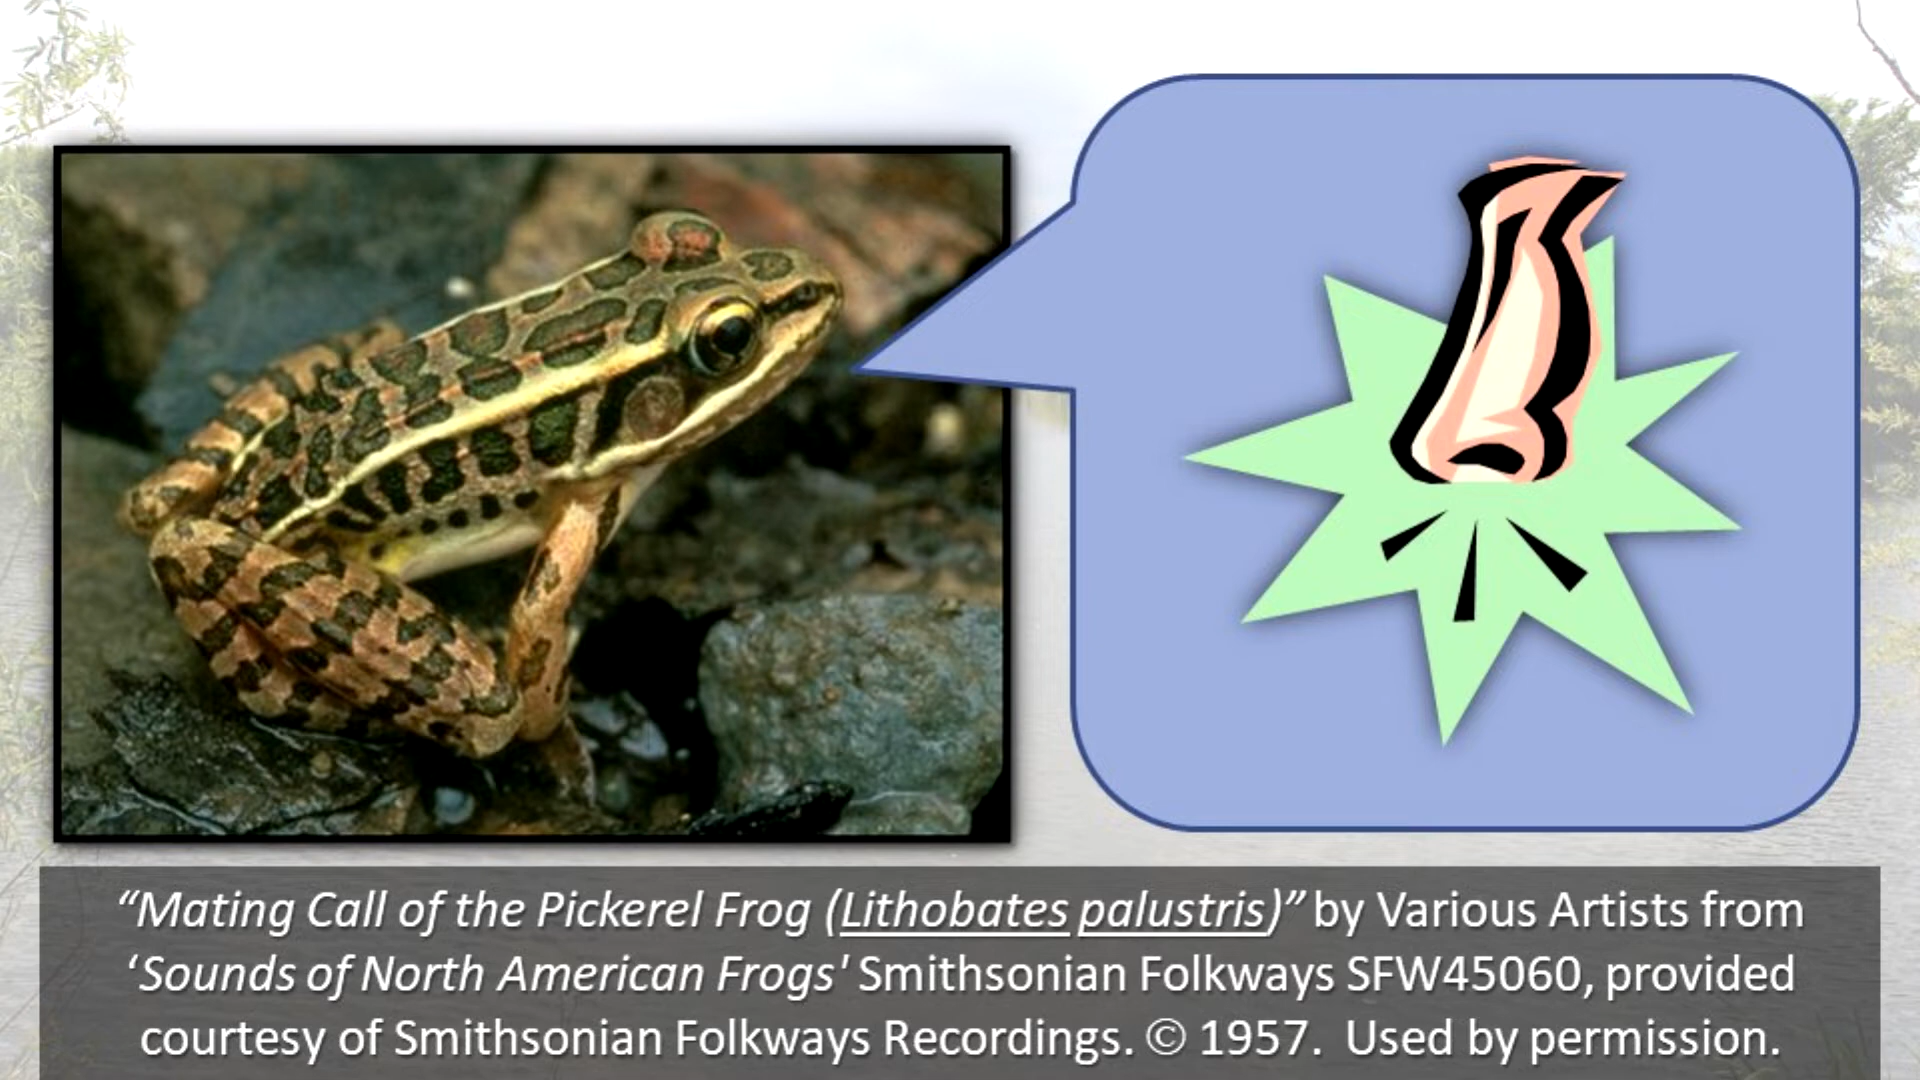 “Mating Call of the Pickerel Frog (Lithobates palustris)” by Various Artists from
‘Sounds of North American Frogs' Smithsonian Folkways SFW45060, provided
courtesy of Smithsonian Folkways Recordings. © 1957.  Used by permission.